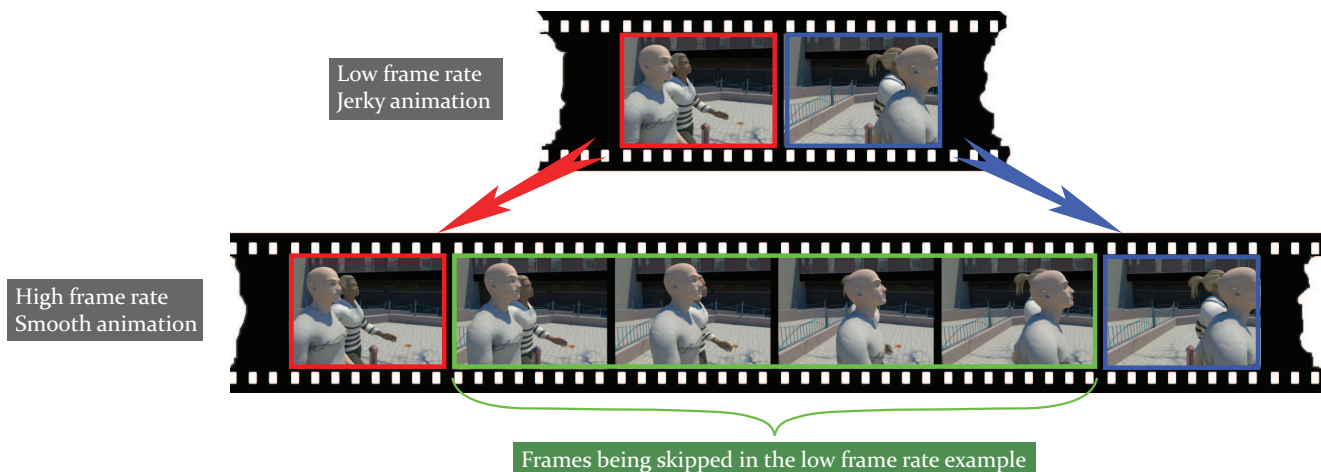 Low frame rate
Jerky animation
High frame rate
Smooth animation
Frames being skipped in the low frame rate example